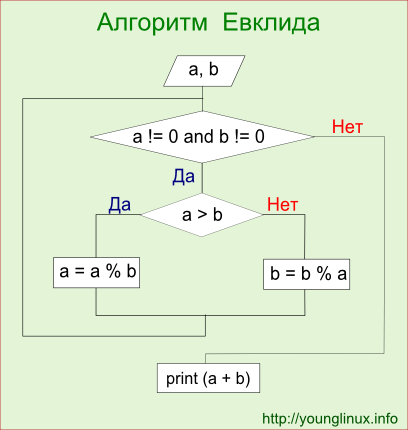 Алгоритм Евклида
a, b
a != 0 and b != 0
Нет
Да
Да
a > b
Нет
a = a % b
b = b % a
print (a + b)
http://younglinux.info